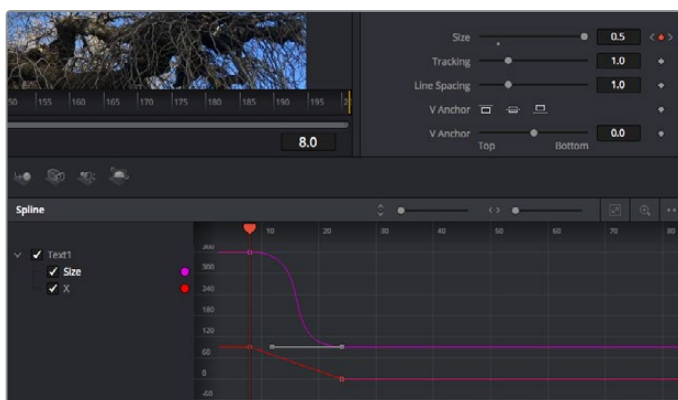 Size 0.5
Tracking 1.0
Line Spacing 1.0
V Anchor
V Anchor 0.0
Top Bottom
50 155 160 165 170 175 180 185 190 195
8.0
Spline
10 20 30 40 50 60 70 80
Text1
Size
X
360
300
240
180
120
60
0
-60